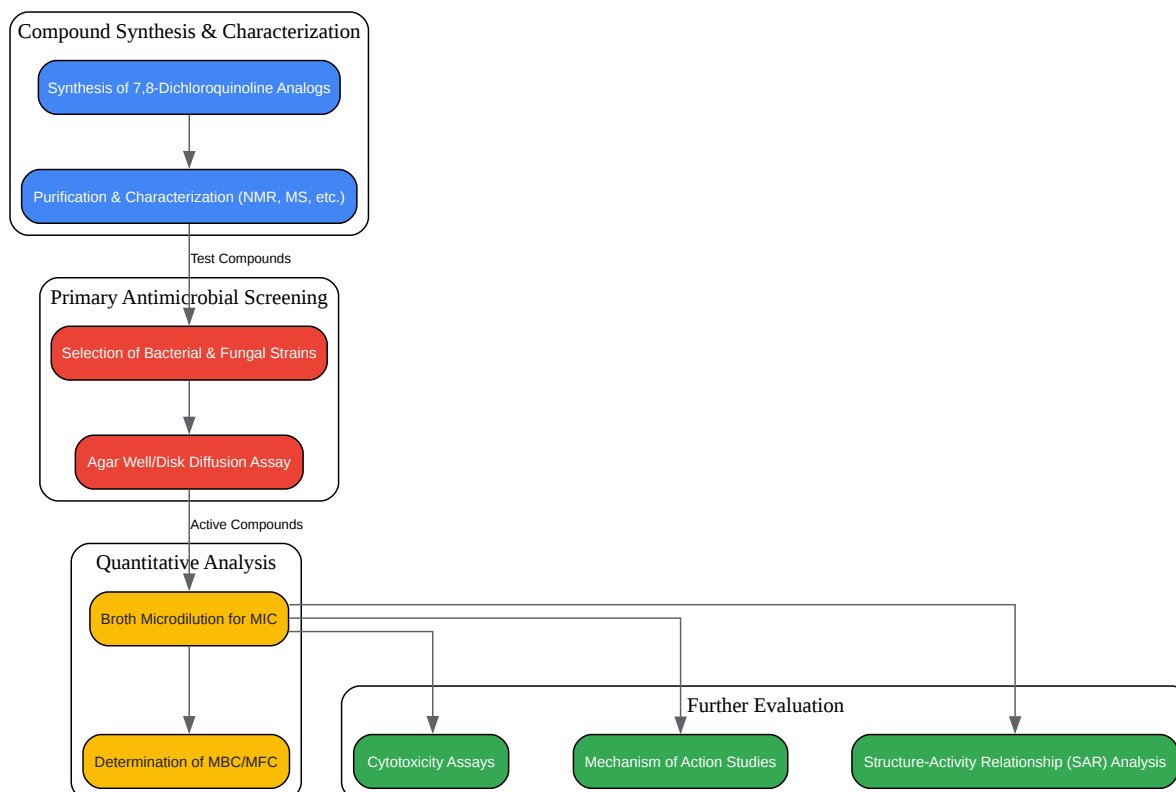 Compound Synthesis & Characterization
Synthesis of 7,8-Dichloroquinoline Analogs
Purification & Characterization (NMR, MS, etc.)
Test Compounds
Primary Antimicrobial Screening
Selection of Bacterial & Fungal Strains
Agar Well/Disk Diffusion Assay
Active Compounds
Quantitative Analysis
Broth Microdilution for MIC
Determination of MBC/MFC
Further Evaluation
Cytotoxicity Assays
Mechanism of Action Studies
Structure-Activity Relationship (SAR) Analysis